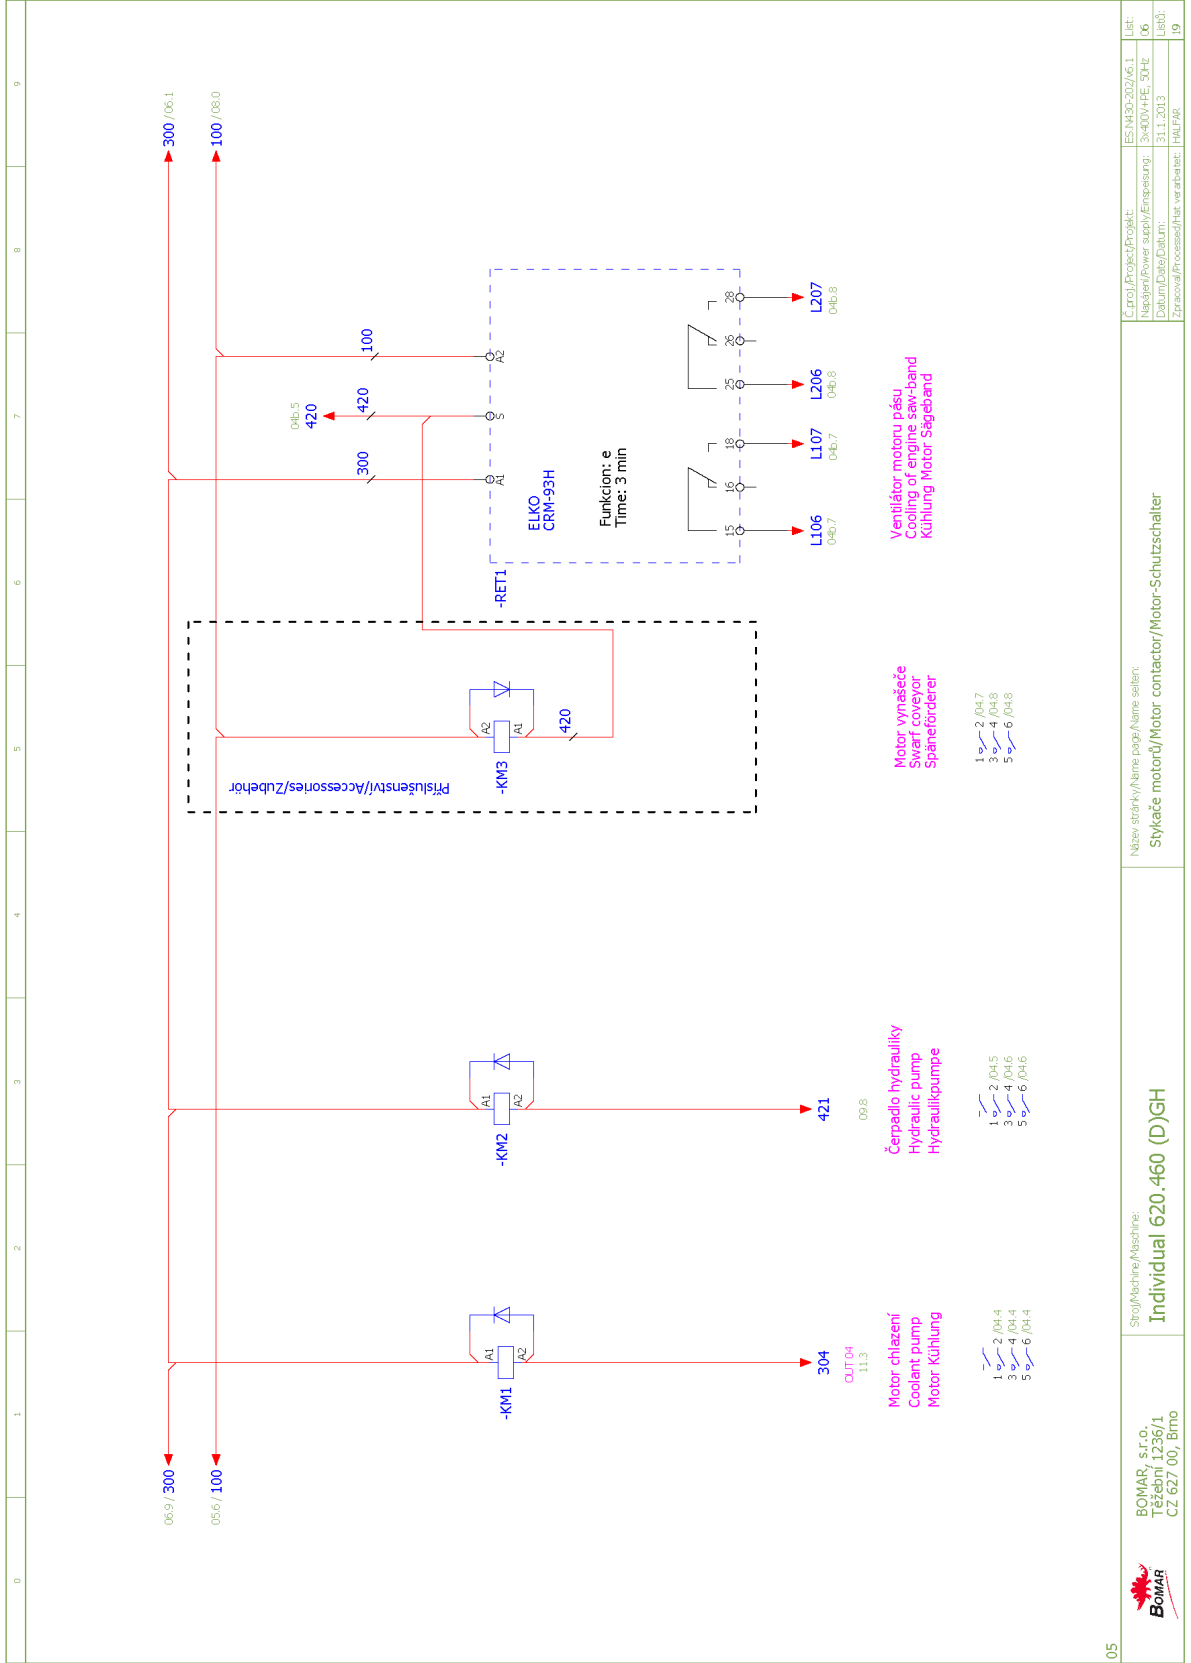 0
1
2
3
4
5
6
7
8
9
06.9 / 300
05.6 / 100
300 / 06.1
100 / 08.0
-KM1
A1
A2
304
OUT 04
11.3
Motor chlazení
Coolant pump
Motor Kühlung
1 2 /04.4
3 4 /04.4
5 6 /04.4
-KM2
A1
A2
421
09.8
Čerpadlo hydrauliky
Hydraulic pump
Hydraulikpumpe
1 2 /04.5
3 4 /04.6
5 6 /04.6
Příslušenství/Accessories/Zubehör
-KM3
A2
A1
420
Motor vynašeče
Swarf coveyor
Späneförderer
1 2 /04.7
3 4 /04.8
5 6 /04.8
300
420
100
04b.5
420
-RET1
A1
S
A2
ELKO
CRM-93H
Funkcion: e
Time: 3 min
15
16
18
25
26
28
L106
04b.7
L107
04b.7
L206
04b.8
L207
04b.8
Ventilátor motoru pásu
Cooling of engine saw-band
Kühlung Motor Sägeband
05
BOMAR
BOMAR, s.r.o.
Těžební 1236/1
CZ 627 00, Brno
Stroj/Machine/Maschine:
Individual 620.460 (D)GH
Název stránky/Name page/Name seiten:
Stykače motorů/Motor contactor/Motor-Schutzschalter
Č.proj./Project/Projekt: ES.N430-202/v6.1
Napájení/Power supply/Einspeisung: 3x400V+PE, 50Hz
Datum/Date/Datum: 31.1.2013
Zpracoval/Processed/Hat verarbeitet: HALFAR
List:
06
Listů:
19